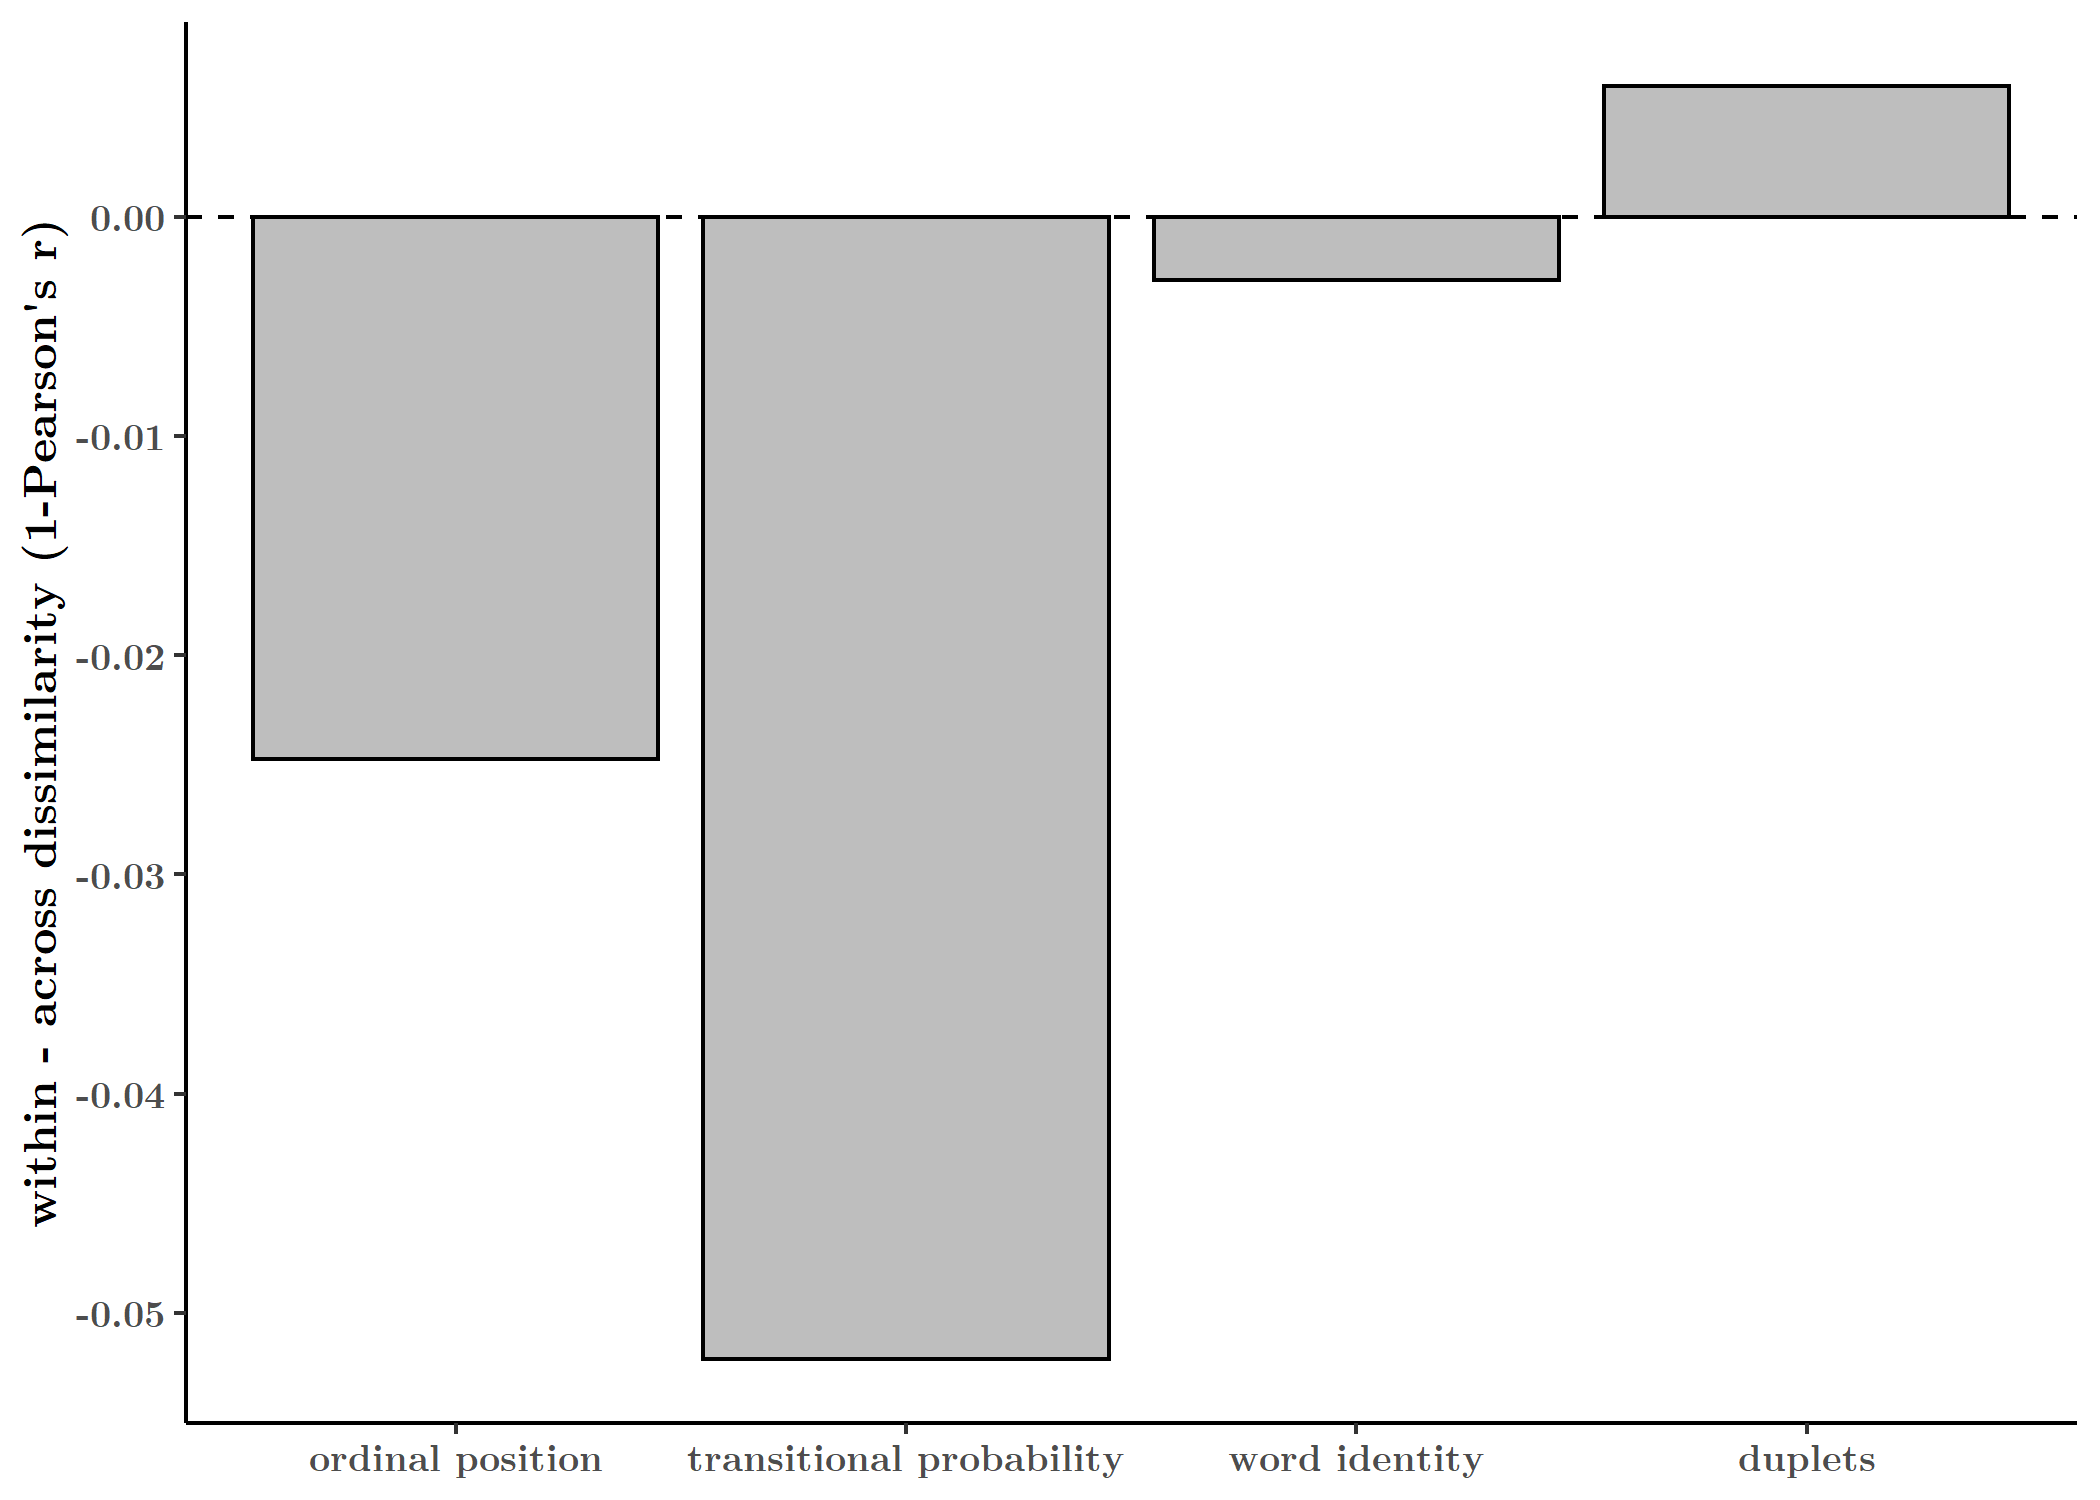 within - across dissimilarity (1-Pearson's r)
0.00
-0.01
-0.02
-0.03
-0.04
-0.05
ordinal position
transitional probability
word identity
duplets